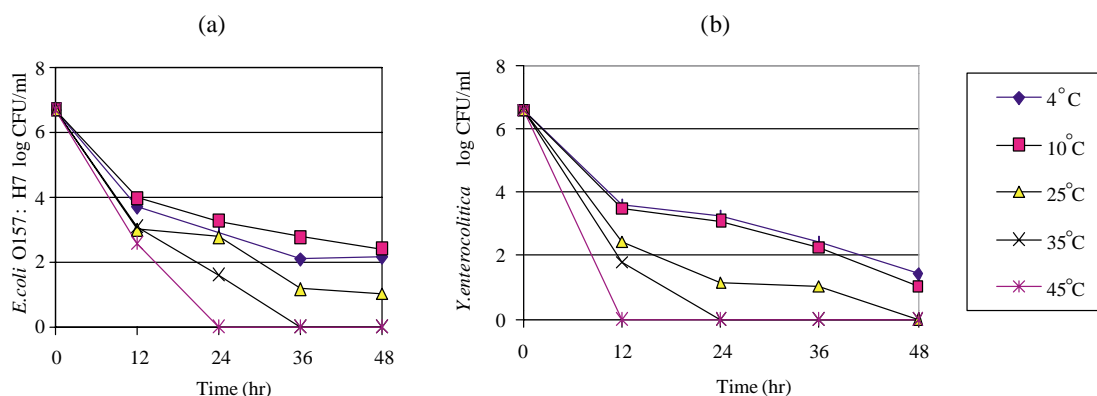 (a)
(b)
E.coli O157: H7 log CFU/ml
8
6
4
2
0
0 12 24 36 48
Time (hr)
Y.enterocolitica log CFU/ml
8
6
4
2
0
0 12 24 36 48
Time (hr)
4°C
10°C
25°C
35°C
45°C